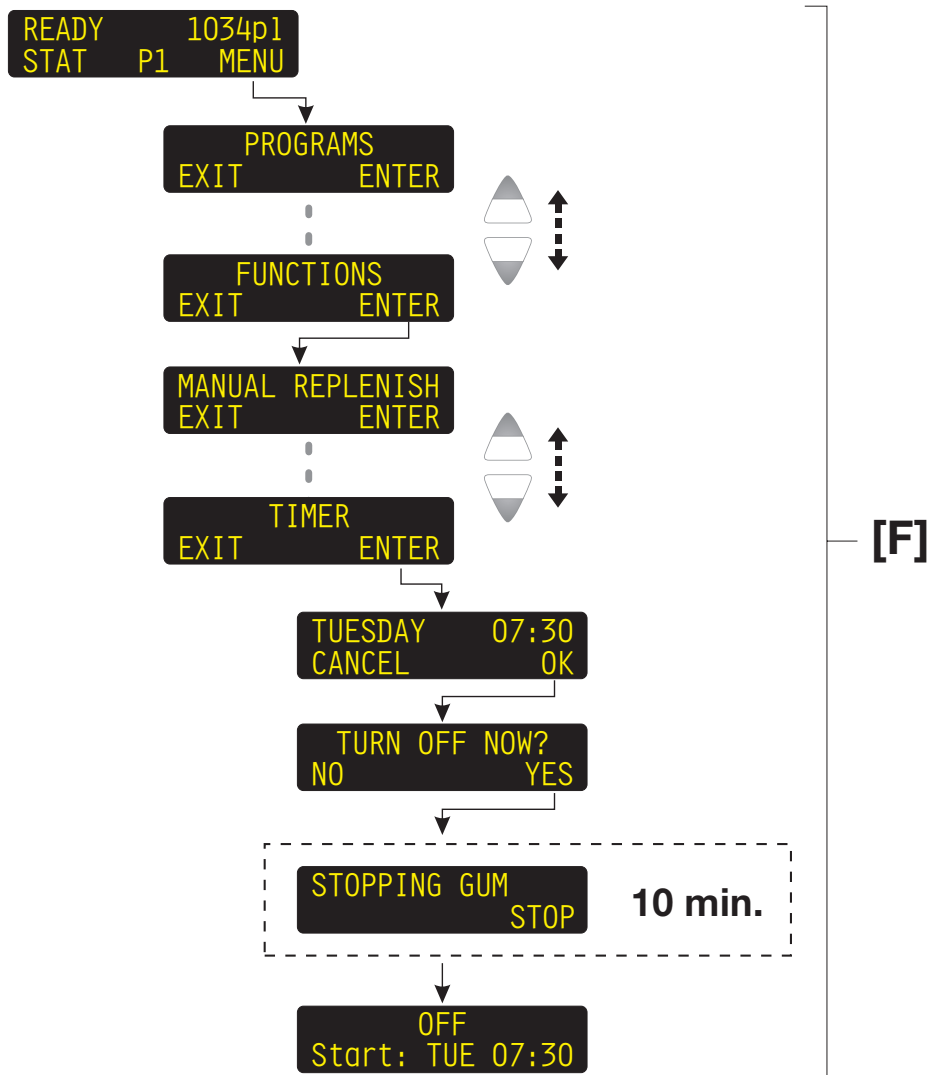 READY 1034pl
STAT P1 MENU
PROGRAMS
EXIT ENTER
FUNCTIONS
EXIT ENTER
MANUAL REPLENISH
EXIT ENTER
TIMER
EXIT ENTER
[F]
TUESDAY 07:30
CANCEL OK
TURN OFF NOW?
NO YES
STOPPING GUM
STOP
10 min.
OFF
Start: TUE 07:30